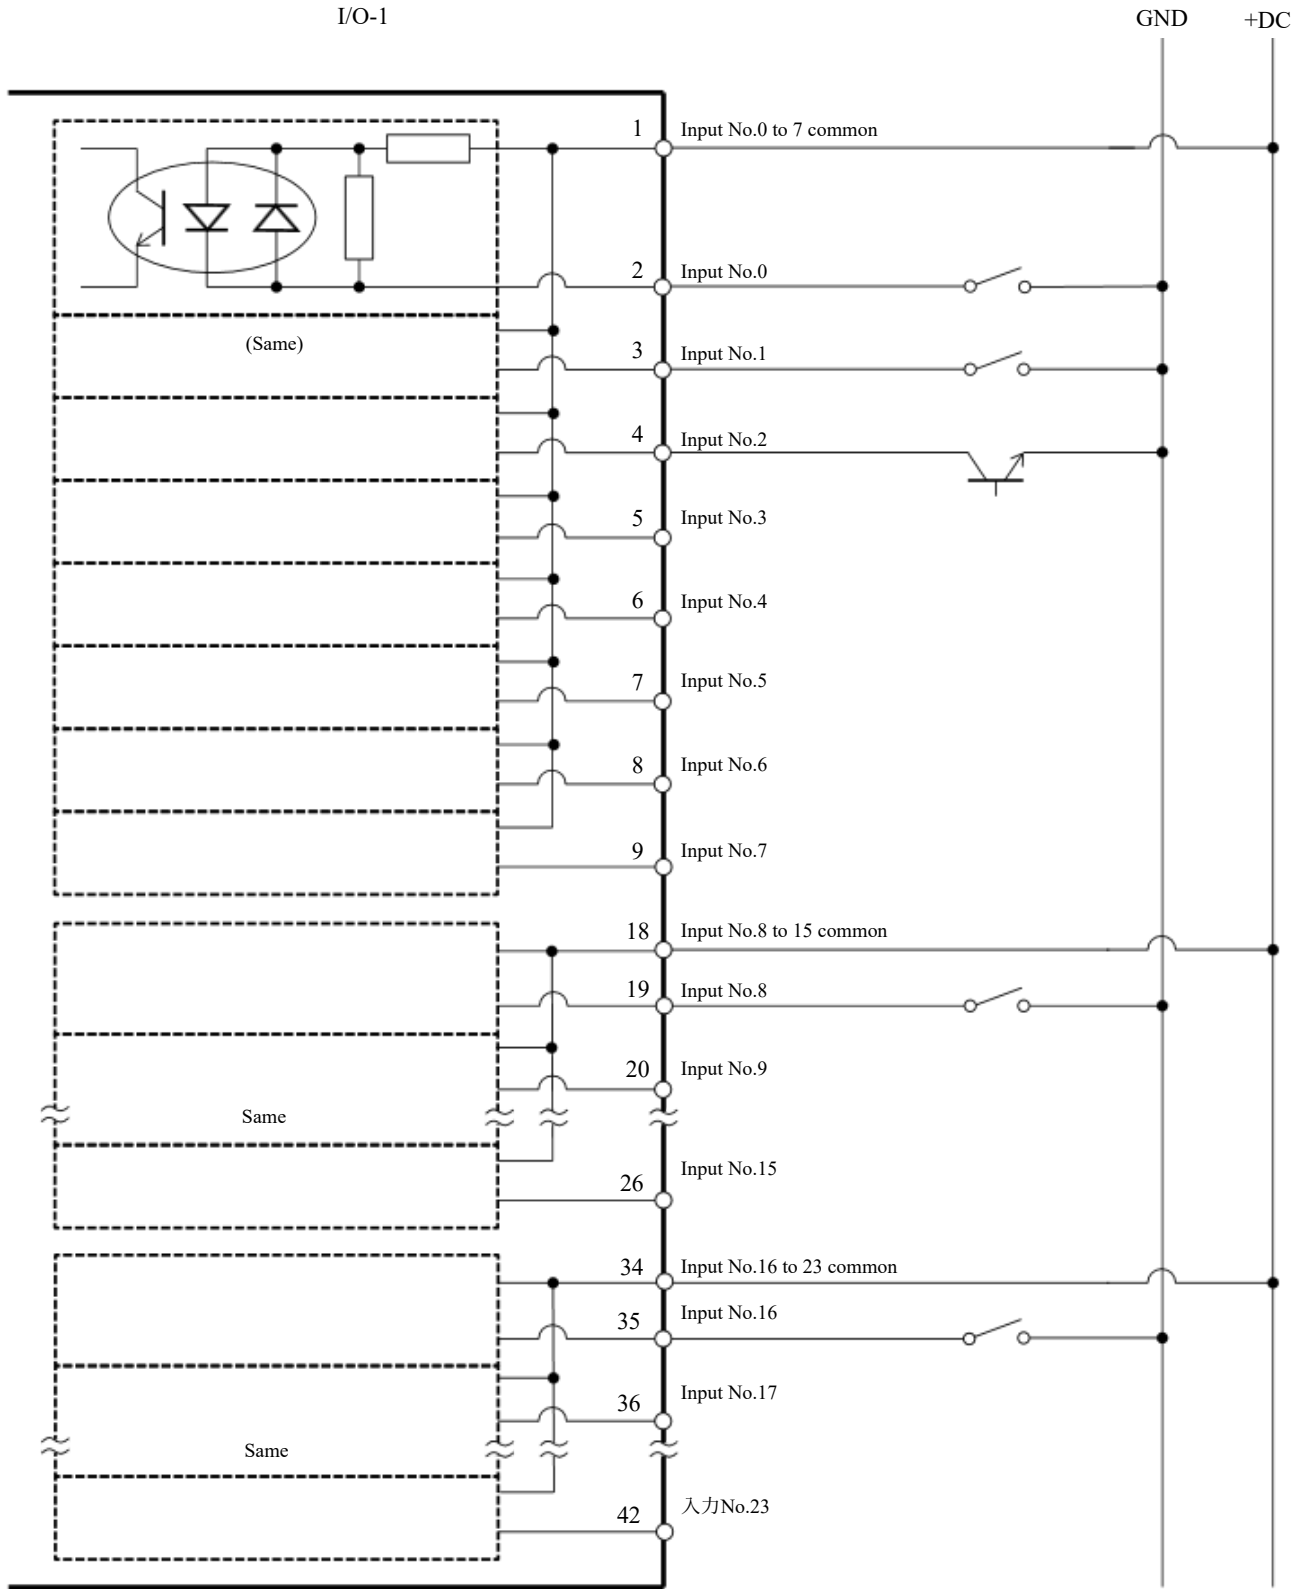 I/O-1
GND
+DC
1
Input No.0 to 7 common
2
Input No.0
(Same)
3
Input No.1
4
Input No.2
5
Input No.3
6
Input No.4
7
Input No.5
8
Input No.6
9
Input No.7
18
Input No.8 to 15 common
19
Input No.8
20
Input No.9
Same
26
Input No.15
34
Input No.16 to 23 common
35
Input No.16
36
Input No.17
Same
42
入力No.23